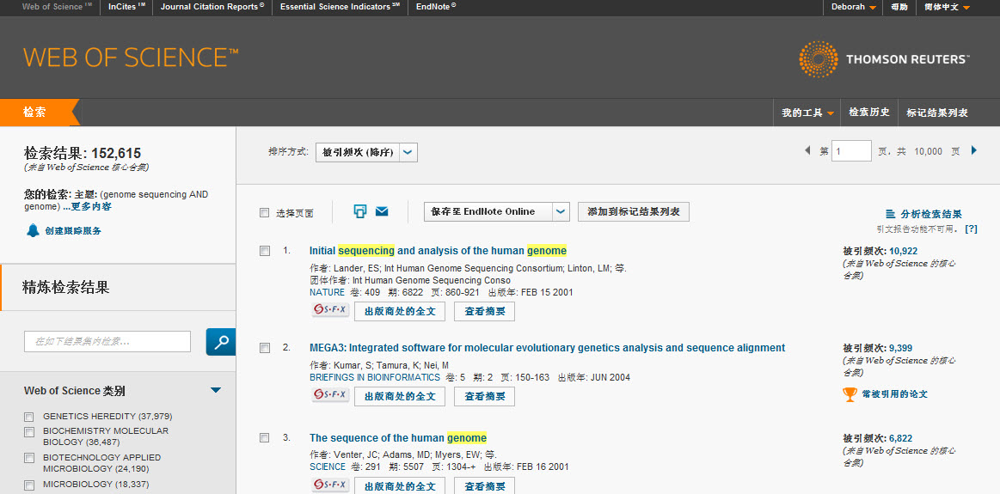 Web of Science™ InCites™ Journal Citation Reports® Essential Science Indicators℠ EndNote® Deborah 帮助 简体中文
WEB OF SCIENCE™
THOMSON REUTERS™
检索 我的工具 检索历史 标记结果列表
检索结果: 152,615
(来自 Web of Science 核心合集)
您的检索: 主题: (genome sequencing AND
genome) ...更多内容
创建跟踪服务
精炼检索结果
在如下结果集内检索...
Web of Science 类别
GENETICS HEREDITY (37,979)
BIOCHEMISTRY MOLECULAR
BIOLOGY (36,487)
BIOTECHNOLOGY APPLIED
MICROBIOLOGY (24,190)
MICROBIOLOGY (18,337)
排序方式: 被引频次 (降序) 第 1 页，共 10,000 页
选择页面 保存至 EndNote Online 添加到标记结果列表
分析检索结果
引文报告功能不可用。 [?]
1. Initial sequencing and analysis of the human genome
作者: Lander, ES; Int Human Genome Sequencing Consortium; Linton, LM; 等.
团体作者: Int Human Genome Sequencing Conso
NATURE 卷: 409 期: 6822 页: 860-921 出版年: FEB 15 2001
S·F·X 出版商处的全文 查看摘要
被引频次: 10,922
(来自 Web of Science 的核心
合集)
2. MEGA3: Integrated software for molecular evolutionary genetics analysis and sequence alignment
作者: Kumar, S; Tamura, K; Nei, M
BRIEFINGS IN BIOINFORMATICS 卷: 5 期: 2 页: 150-163 出版年: JUN 2004
S·F·X 出版商处的全文 查看摘要
被引频次: 9,399
(来自 Web of Science 的核心
合集)
常被引用的论文
3. The sequence of the human genome
作者: Venter, JC; Adams, MD; Myers, EW; 等.
SCIENCE 卷: 291 期: 5507 页: 1304-+ 出版年: FEB 16 2001
S·F·X 出版商处的全文 查看摘要
被引频次: 6,822
(来自 Web of Science 的核心
合集)